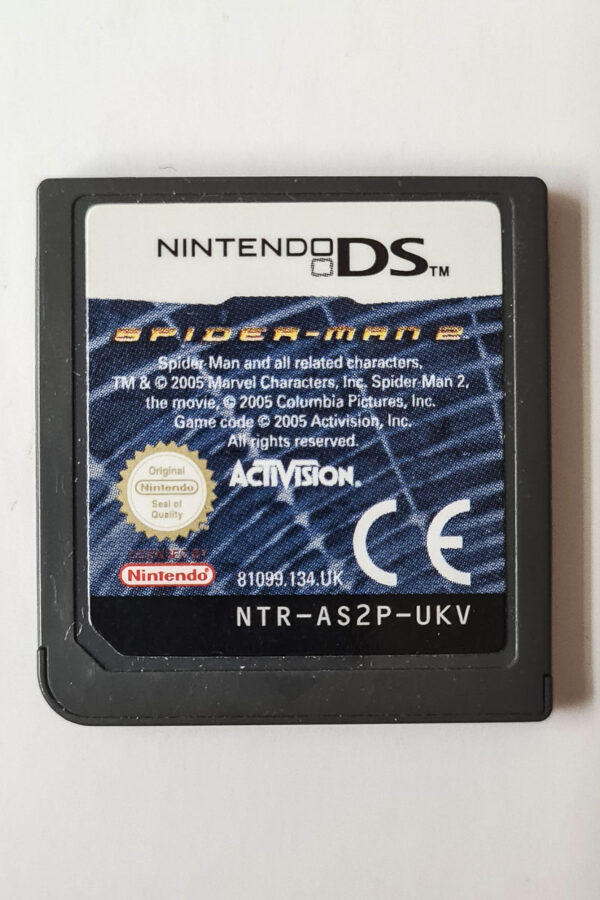 NINTENDO DS™
SPIDER-MAN 2
Spider-Man and all related characters,
TM & © 2005 Marvel Characters, Inc. Spider-Man 2,
the movie, © 2005 Columbia Pictures, Inc.
Game code © 2005 Activision, Inc.
All rights reserved.
ACTIVISION.
Original
Nintendo
Seal of
Quality
LICENSED BY
Nintendo®
81099.134.UK
CE
NTR-AS2P-UKV